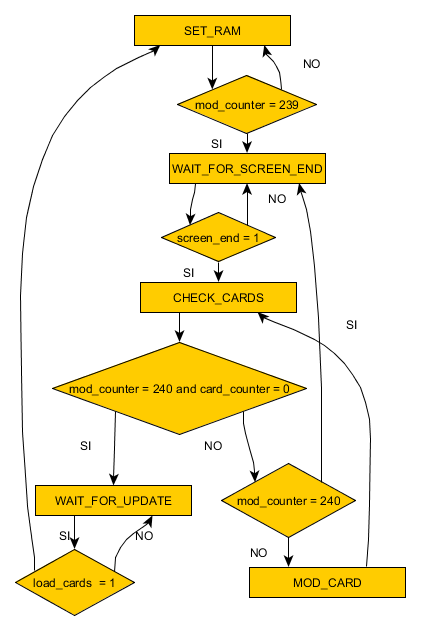 SET_RAM
NO
mod_counter = 239
SI
WAIT_FOR_SCREEN_END
NO
screen_end = 1
SI
CHECK_CARDS
SI
mod_counter = 240 and card_counter = 0
SI
NO
WAIT_FOR_UPDATE
mod_counter = 240
SI
NO
NO
load_cards = 1
MOD_CARD